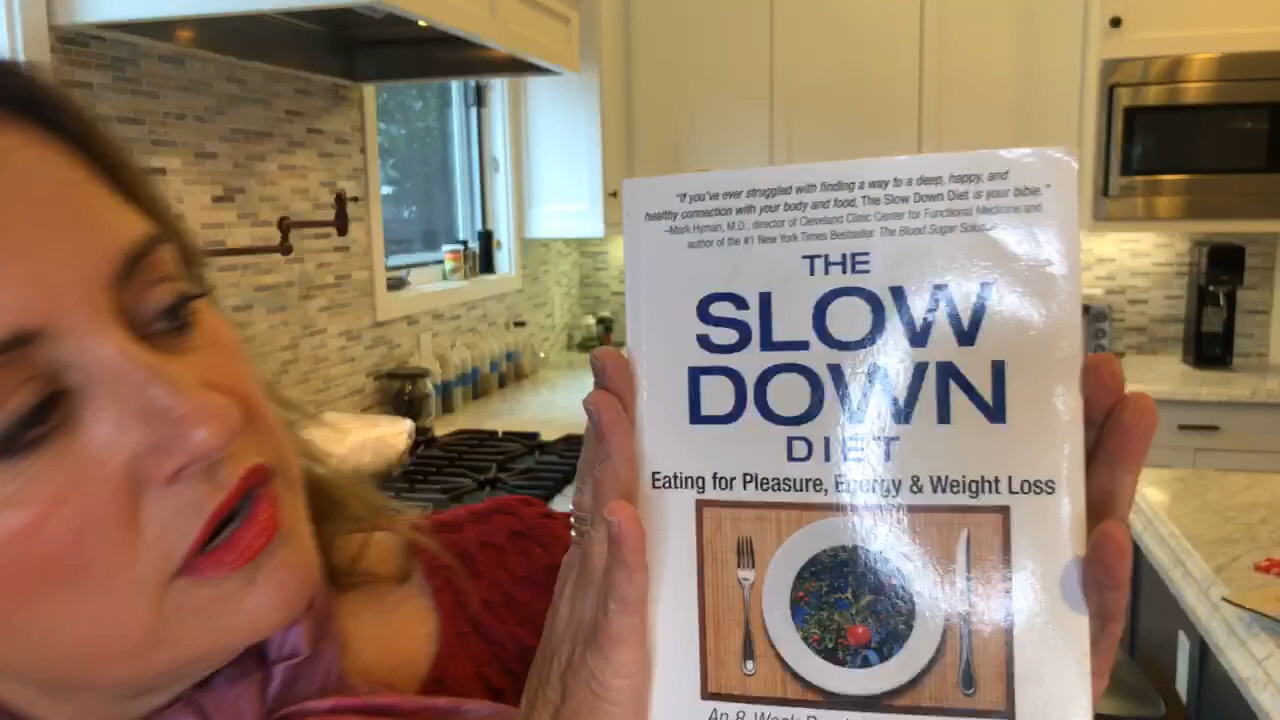 "If you've ever struggled with finding a way to a deep, happy, and
healthy connection with your body and food, The Slow Down Diet is your bible."
–Mark Hyman, M.D., director of Cleveland Clinic Center for Functional Medicine and
author of the #1 New York Times Bestseller The Blood Sugar
THE
SLOW
DOWN
DIET
Eating for Pleasure, Energy & Weight Loss
An 8-Week